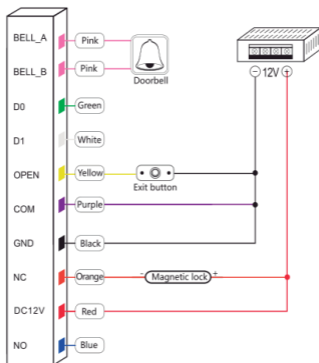 BELL_A Pink
BELL_B Pink
Doorbell
- 12V +
D0 Green
D1 White
OPEN Yellow
Exit button
COM Purple
GND Black
NC Orange - Magnetic lock +
DC12V Red
NO Blue